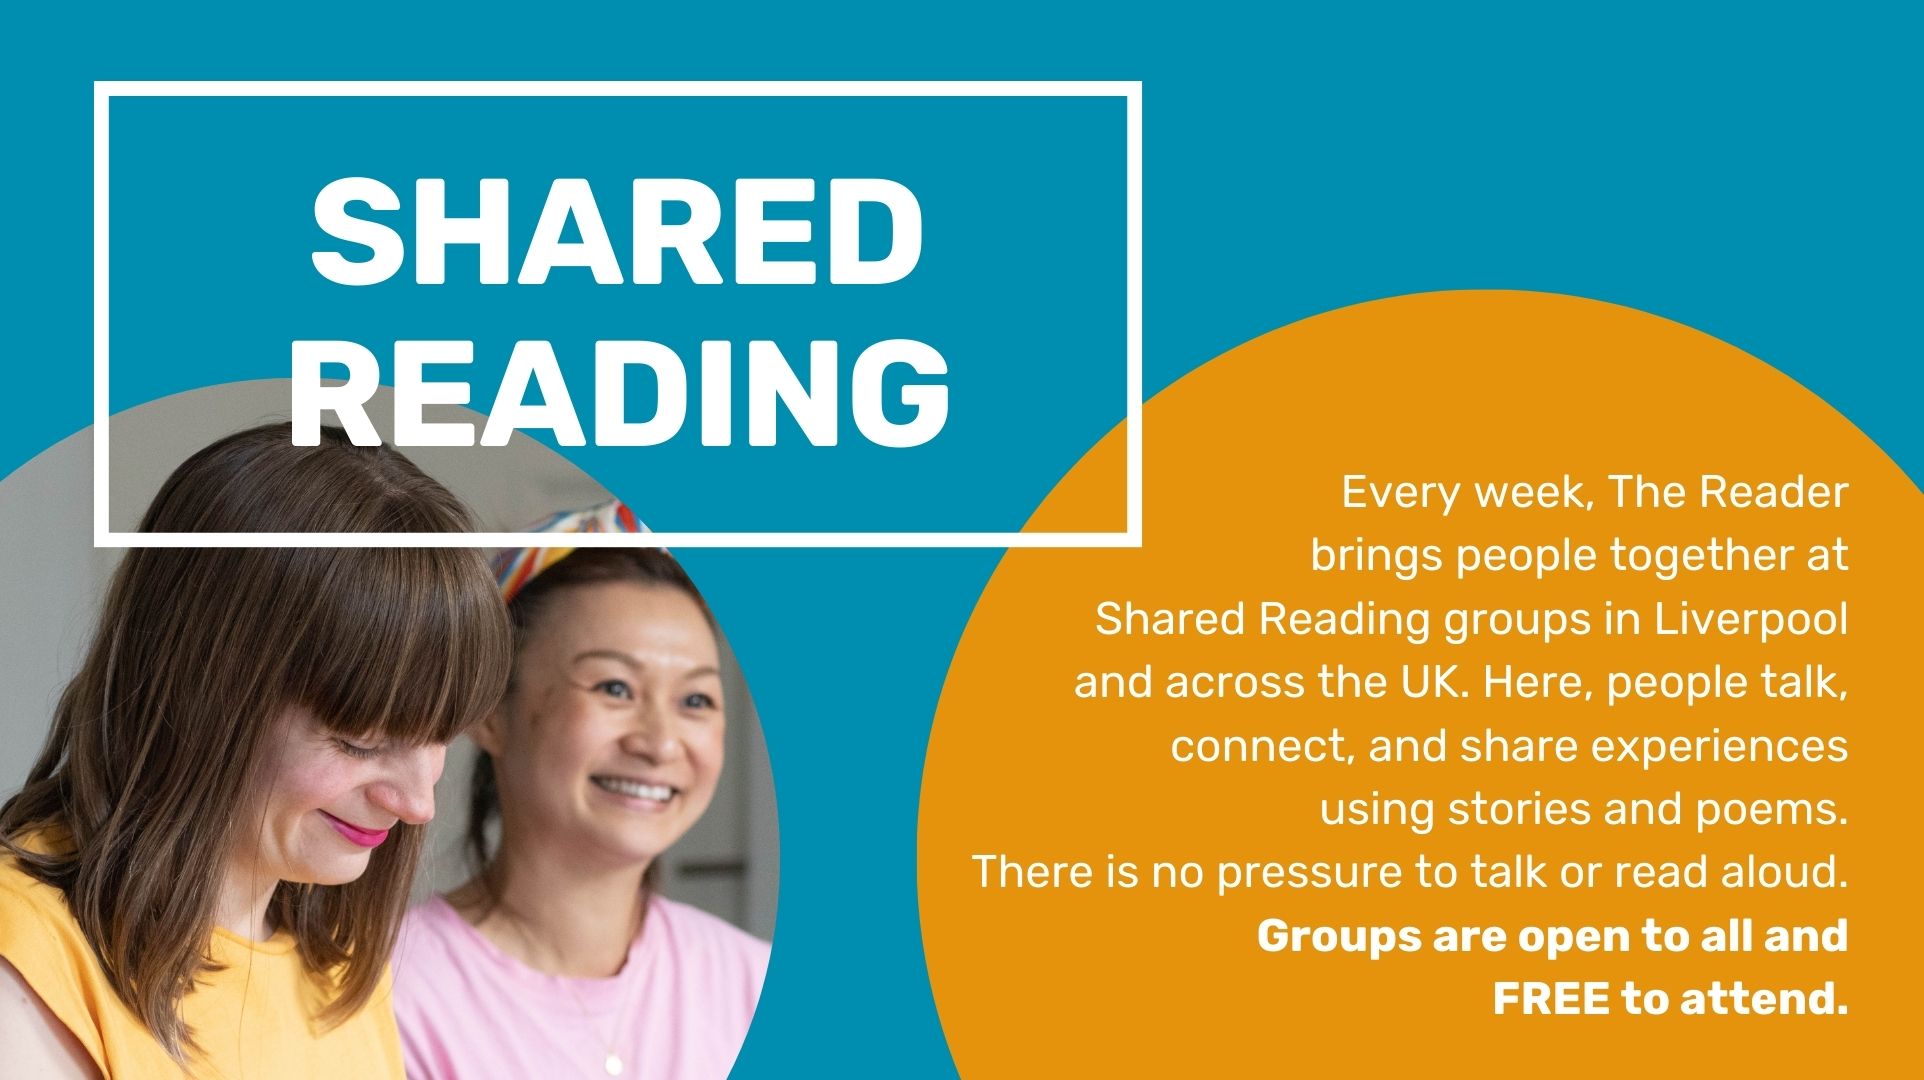 SHARED
READING
Every week, The Reader
brings people together at
Shared Reading groups in Liverpool
and across the UK. Here, people talk,
connect, and share experiences
using stories and poems.
There is no pressure to talk or read aloud.
Groups are open to all and
FREE to attend.